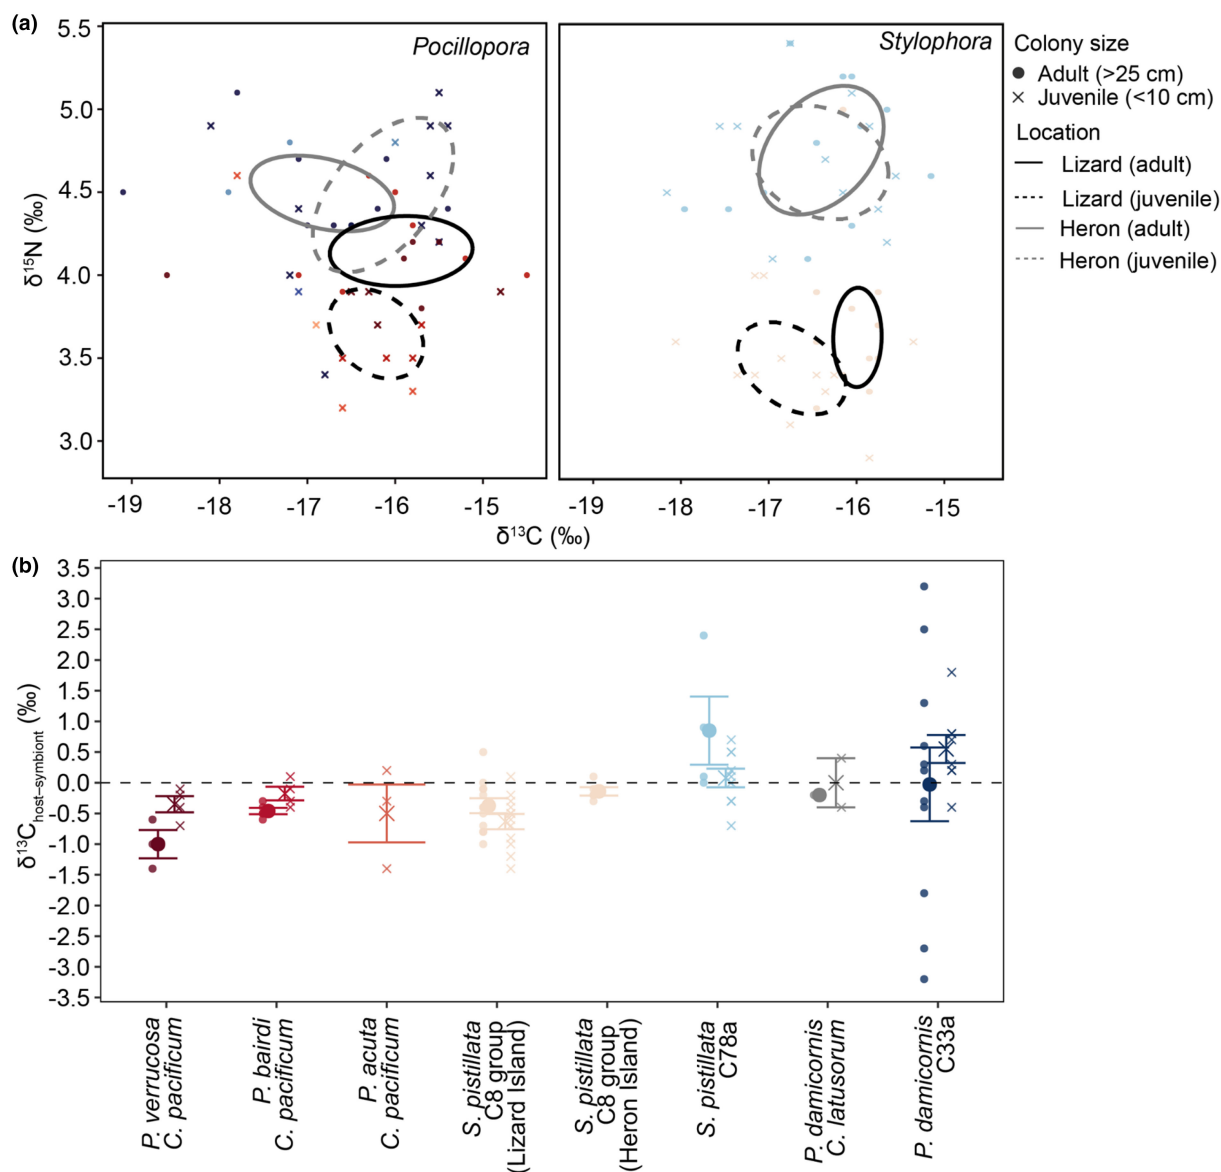 (a)
Pocillopora
Stylophora
Colony size
Adult (>25 cm)
Juvenile (<10 cm)
Location
Lizard (adult)
Lizard (juvenile)
Heron (adult)
Heron (juvenile)
δ¹⁵N (‰)
5.5
5.0
4.5
4.0
3.5
3.0
-19 -18 -17 -16 -15
-19 -18 -17 -16 -15
δ¹³C (‰)
(b)
δ¹³C host–symbiont (‰)
3.5
3.0
2.5
2.0
1.5
1.0
0.5
0.0
-0.5
-1.0
-1.5
-2.0
-2.5
-3.0
-3.5
P. verrucosa
C. pacificum
P. bairdi
C. pacificum
P. acuta
C. pacificum
S. pistillata
C8 group
(Lizard Island)
S. pistillata
C8 group
(Heron Island)
S. pistillata
C78a
P. damicornis
C. latusorum
P. damicornis
C33a